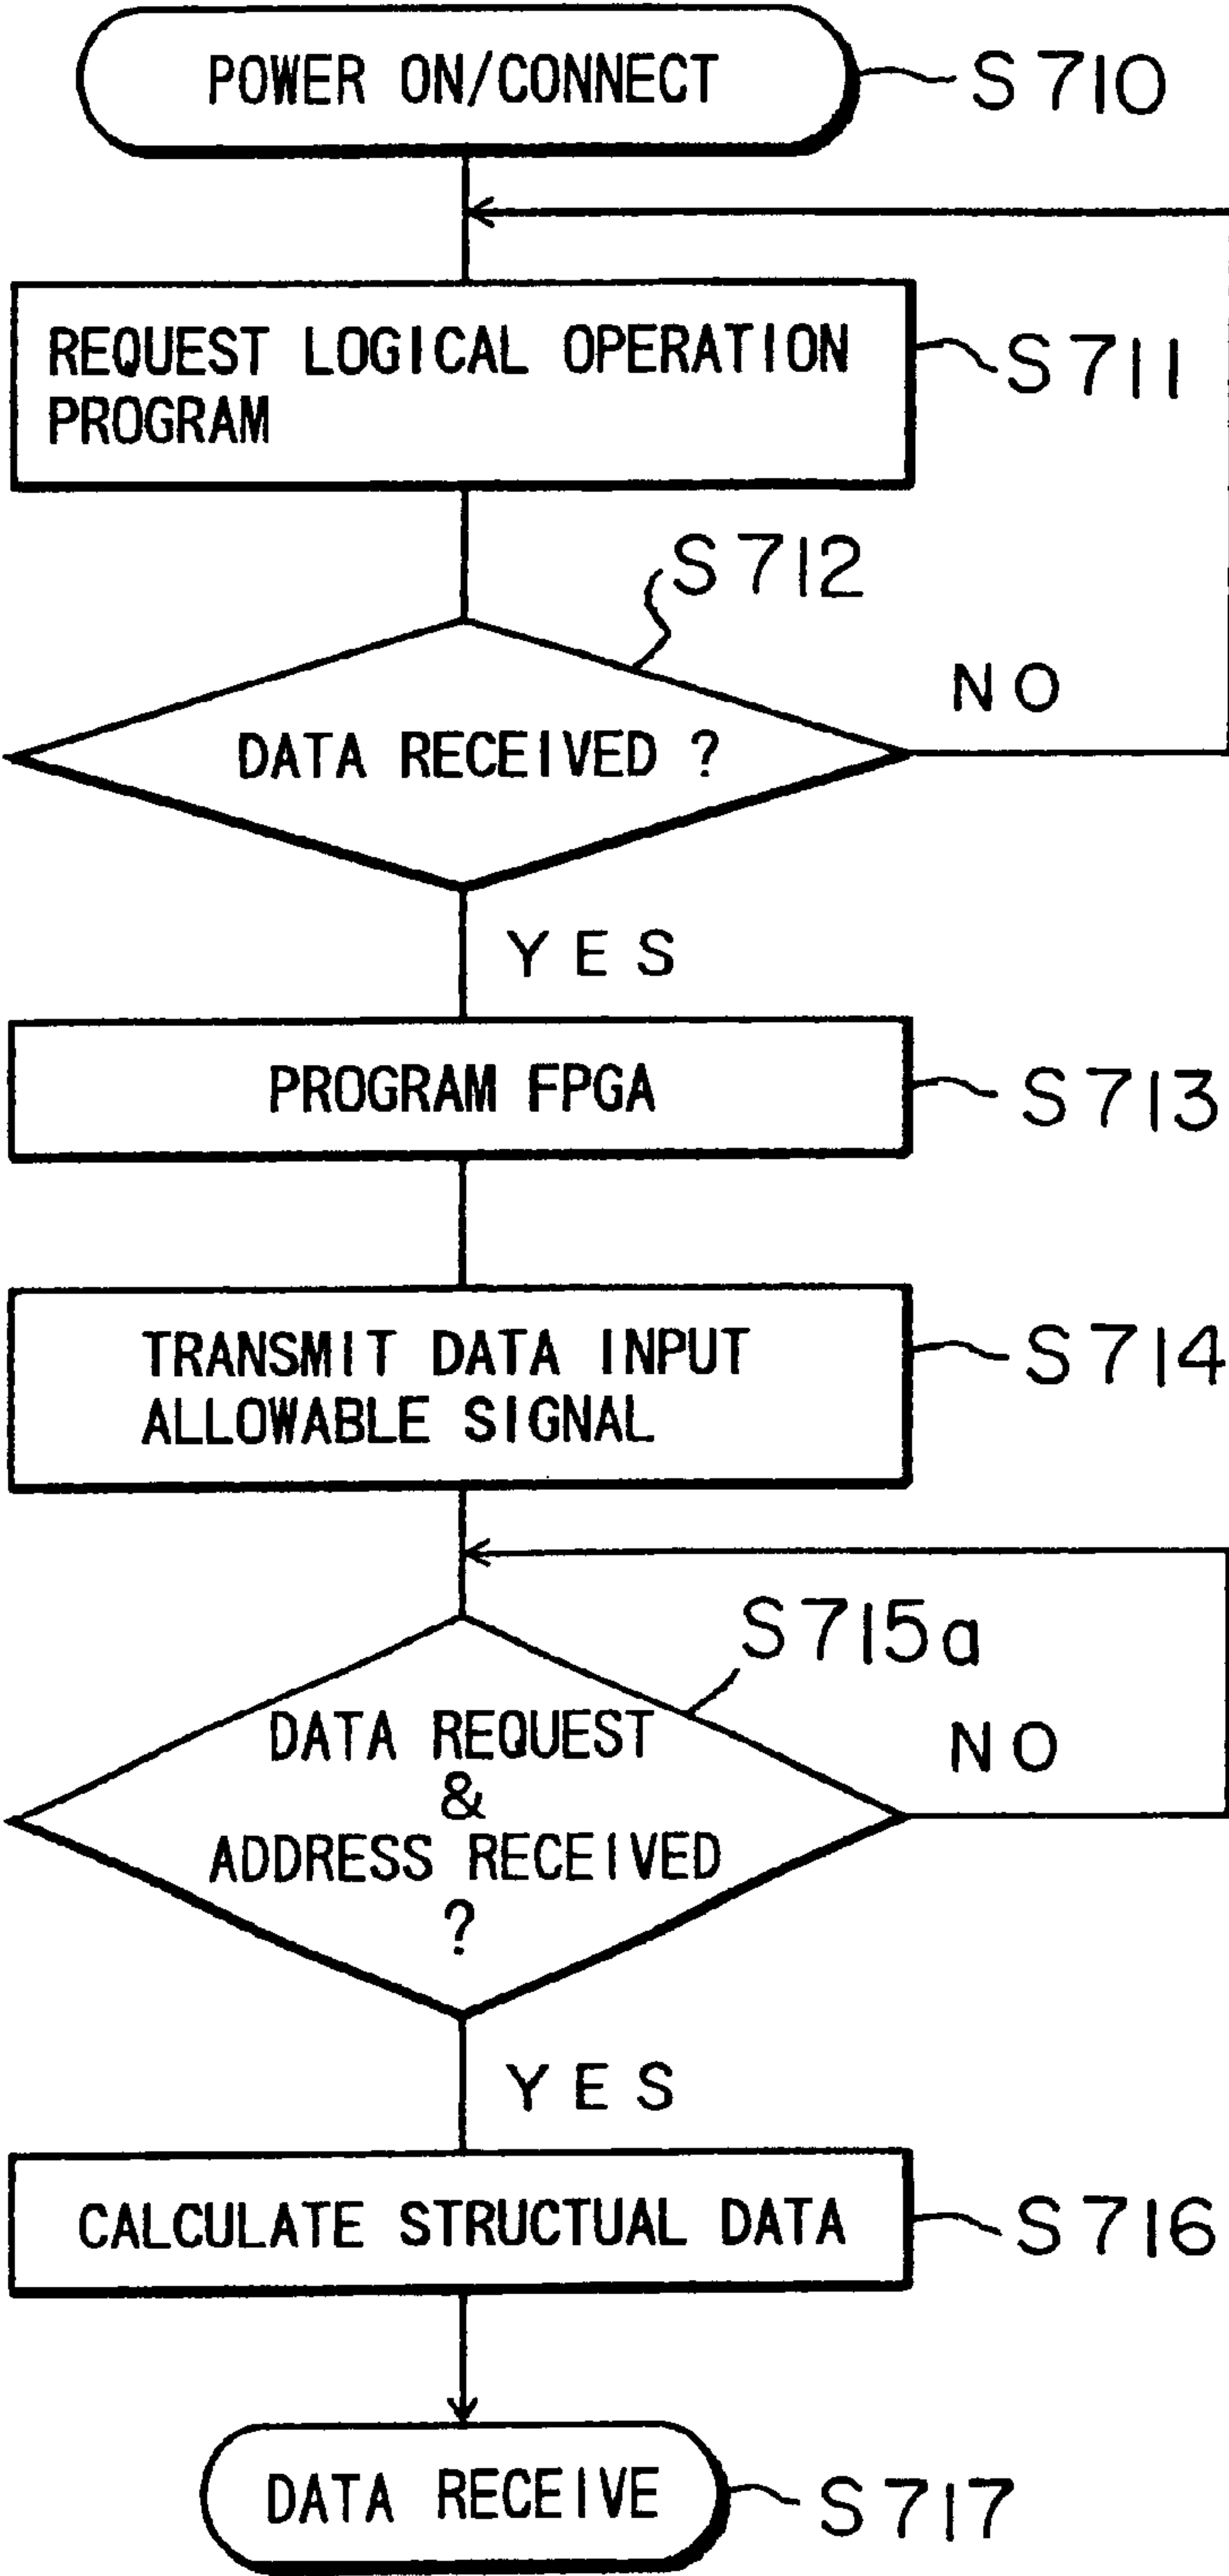 POWER ON/CONNECT
S710
REQUEST LOGICAL OPERATION
PROGRAM
S711
S712
DATA RECEIVED ?
NO
YES
PROGRAM FPGA
S713
TRANSMIT DATA INPUT
ALLOWABLE SIGNAL
S714
S715a
DATA REQUEST
&
ADDRESS RECEIVED
?
NO
YES
CALCULATE STRUCTUAL DATA
S716
DATA RECEIVE
S717